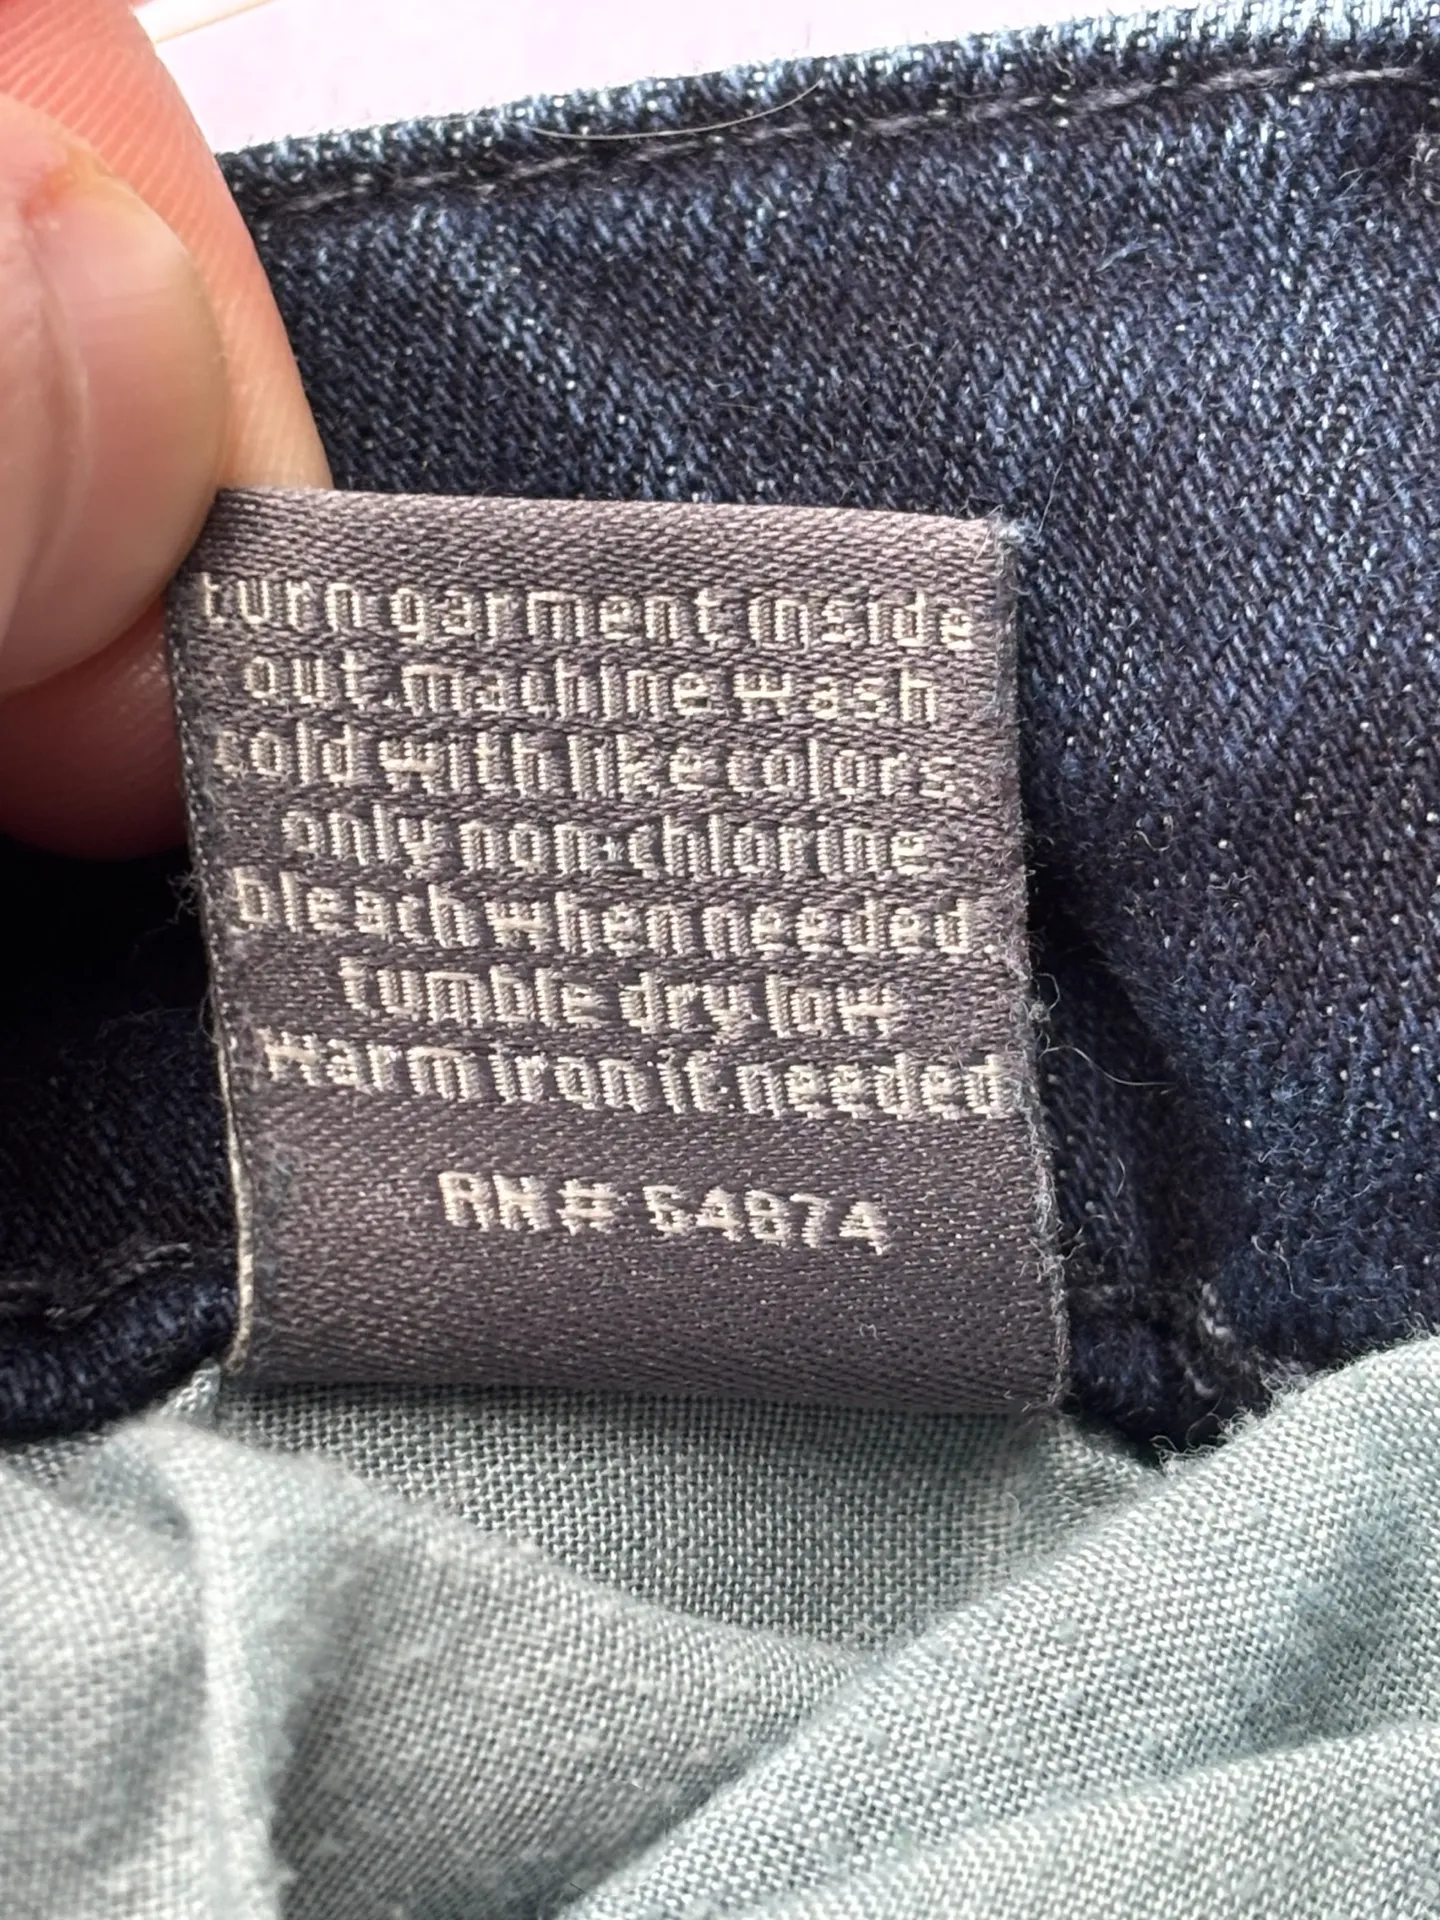 turn garment inside
out. machine wash
cold with like colors
only non-chlorine
bleach when needed.
tumble dry low
warm iron if needed
RN# 54874